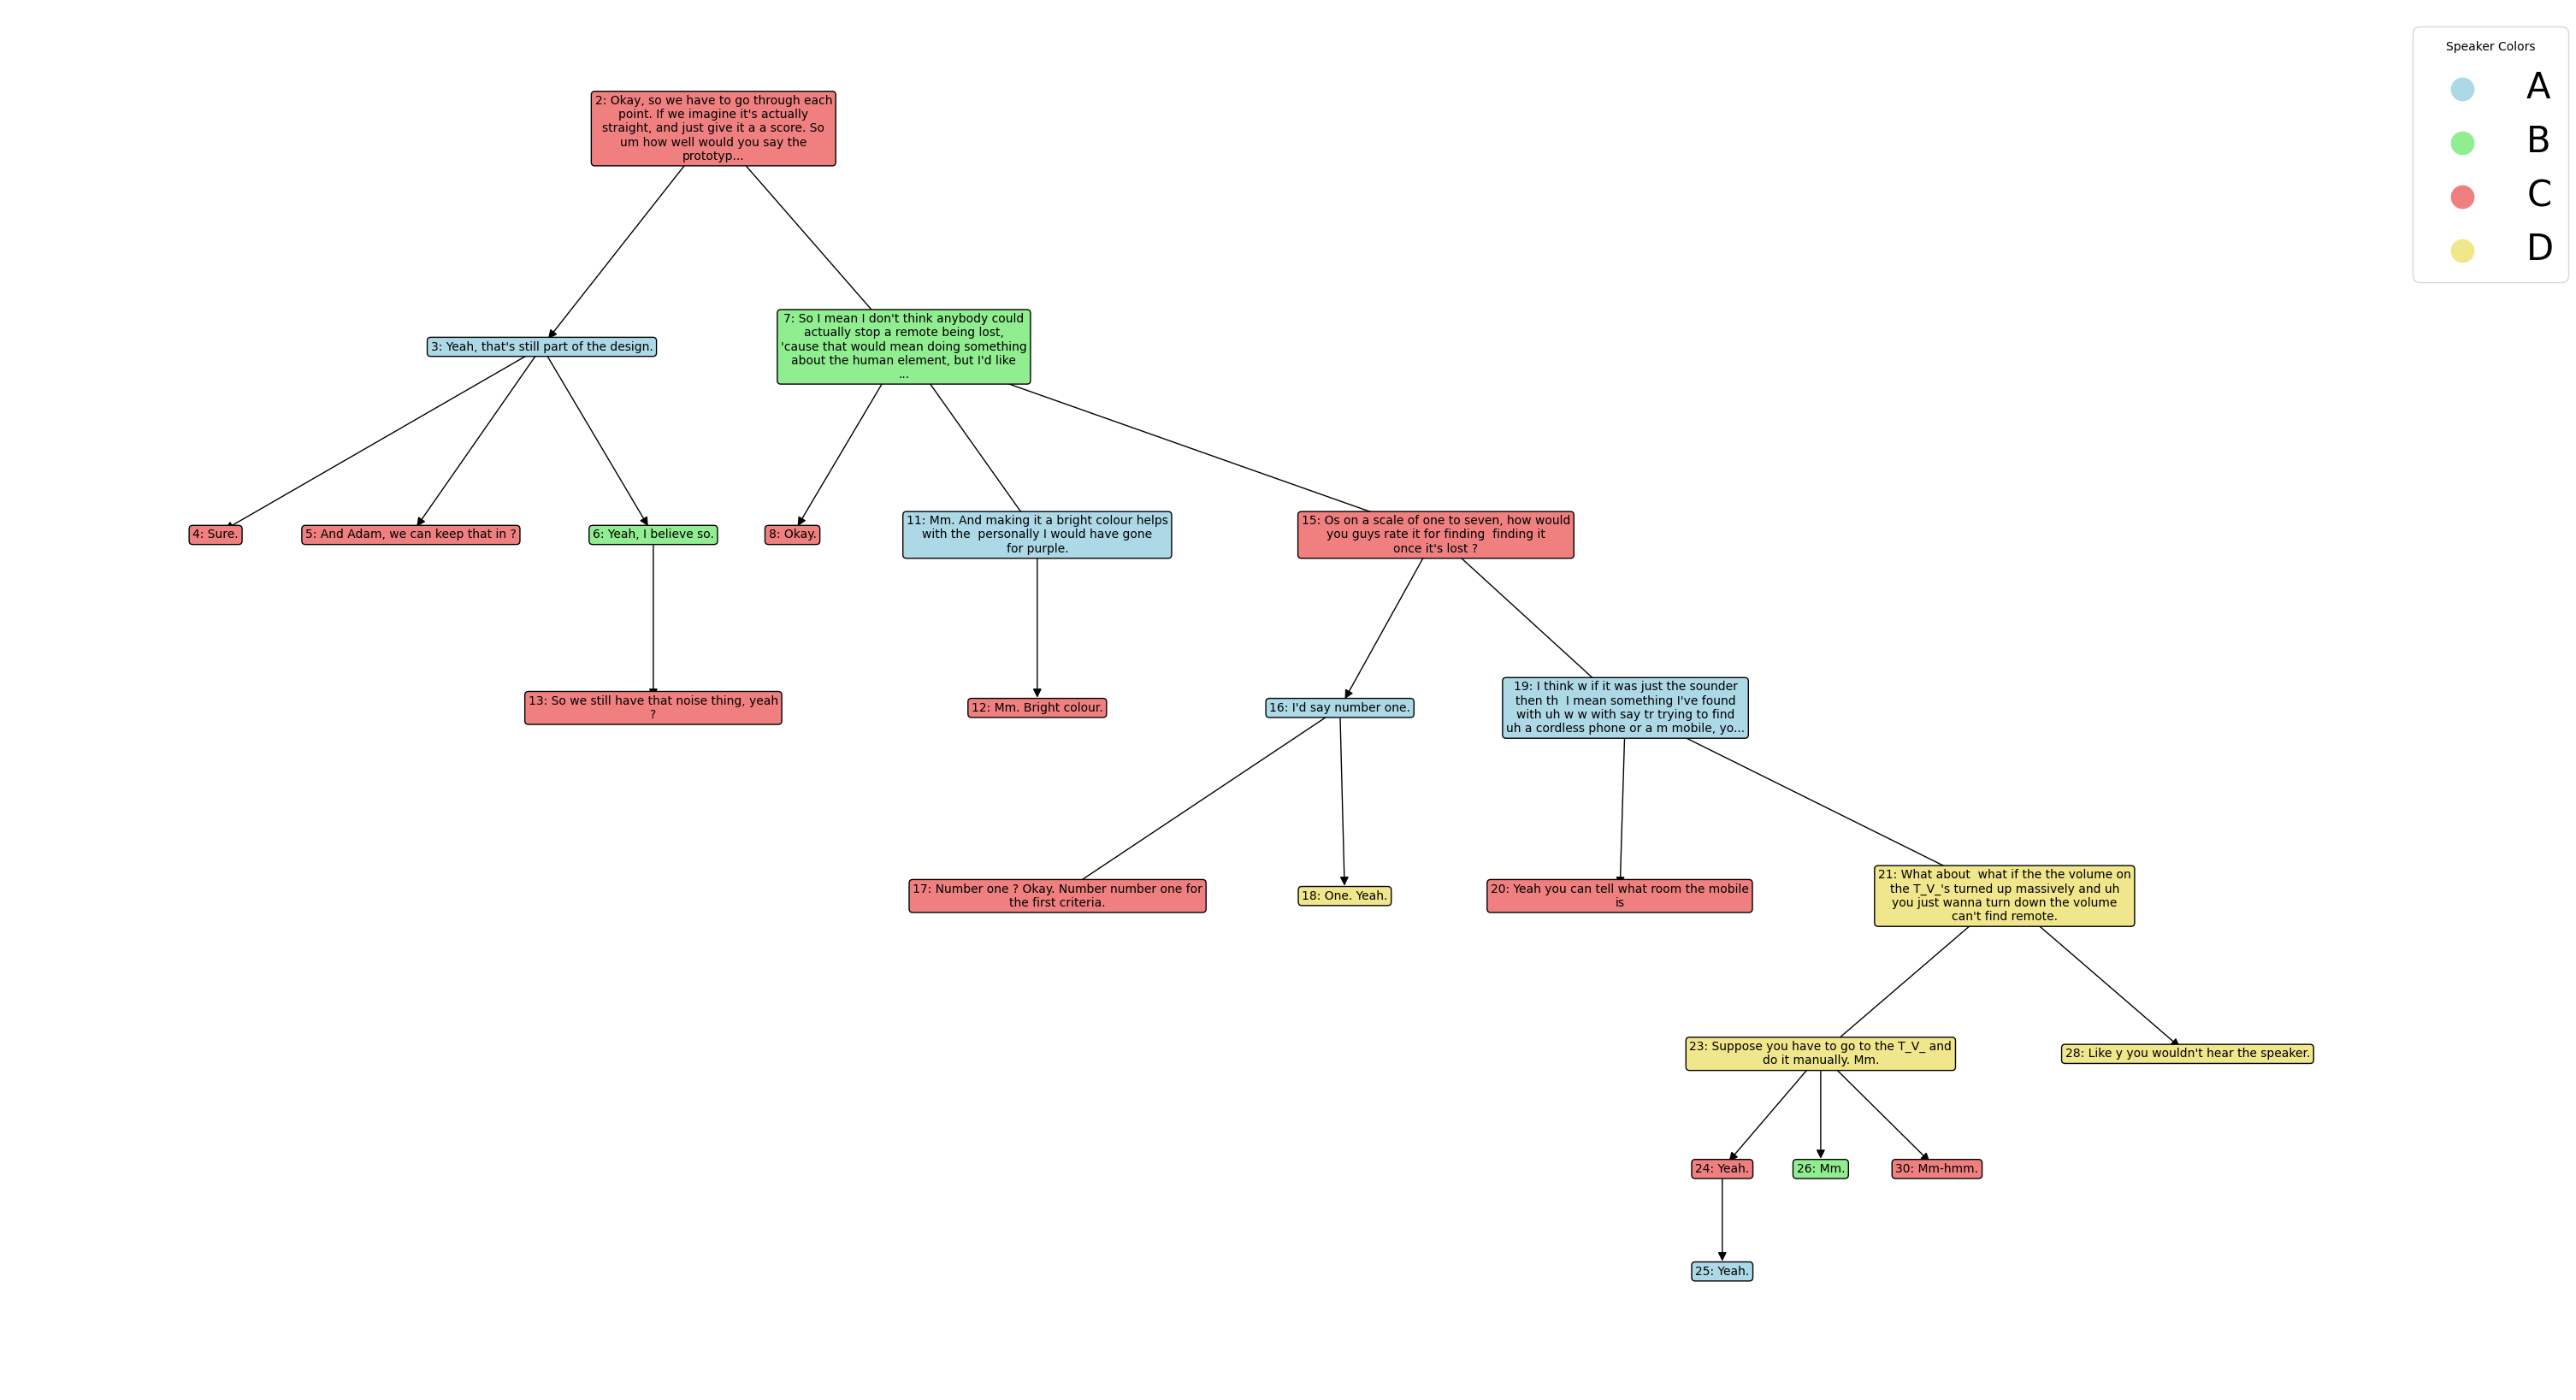 Speaker Colors
A
B
C
D
2: Okay, so we have to go through each
point. If we imagine it's actually
straight, and just give it a a score. So
um how well would you say the
prototyp...
3: Yeah, that's still part of the design.
7: So I mean I don't think anybody could
actually stop a remote being lost,
'cause that would mean doing something
about the human element, but I'd like
...
4: Sure.
5: And Adam, we can keep that in ?
6: Yeah, I believe so.
8: Okay.
11: Mm. And making it a bright colour helps
with the  personally I would have gone
for purple.
15: Os on a scale of one to seven, how would
you guys rate it for finding  finding it
once it's lost ?
13: So we still have that noise thing, yeah
?
12: Mm. Bright colour.
16: I'd say number one.
19: I think w if it was just the sounder
then th  I mean something I've found
with uh w w with say tr trying to find
uh a cordless phone or a m mobile, yo...
17: Number one ? Okay. Number number one for
the first criteria.
18: One. Yeah.
20: Yeah you can tell what room the mobile
is
21: What about  what if the the volume on
the T_V_'s turned up massively and uh
you just wanna turn down the volume
can't find remote.
23: Suppose you have to go to the T_V_ and
do it manually. Mm.
28: Like y you wouldn't hear the speaker.
24: Yeah.
26: Mm.
30: Mm-hmm.
25: Yeah.